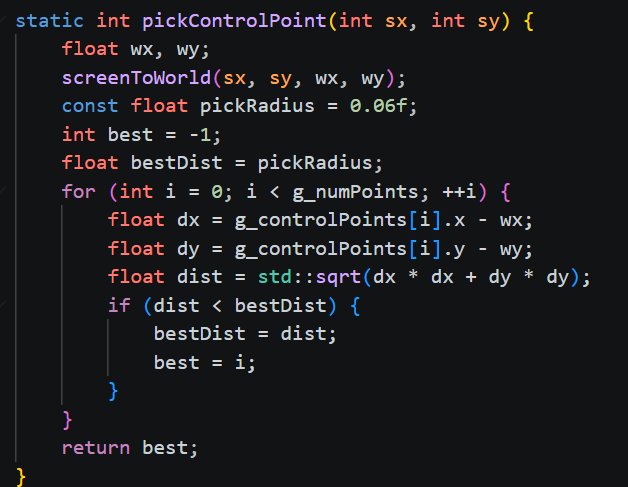 static int pickControlPoint(int sx, int sy) {
    float wx, wy;
    screenToWorld(sx, sy, wx, wy);
    const float pickRadius = 0.06f;
    int best = -1;
    float bestDist = pickRadius;
    for (int i = 0; i < g_numPoints; ++i) {
        float dx = g_controlPoints[i].x - wx;
        float dy = g_controlPoints[i].y - wy;
        float dist = std::sqrt(dx * dx + dy * dy);
        if (dist < bestDist) {
            bestDist = dist;
            best = i;
        }
    }
    return best;
}